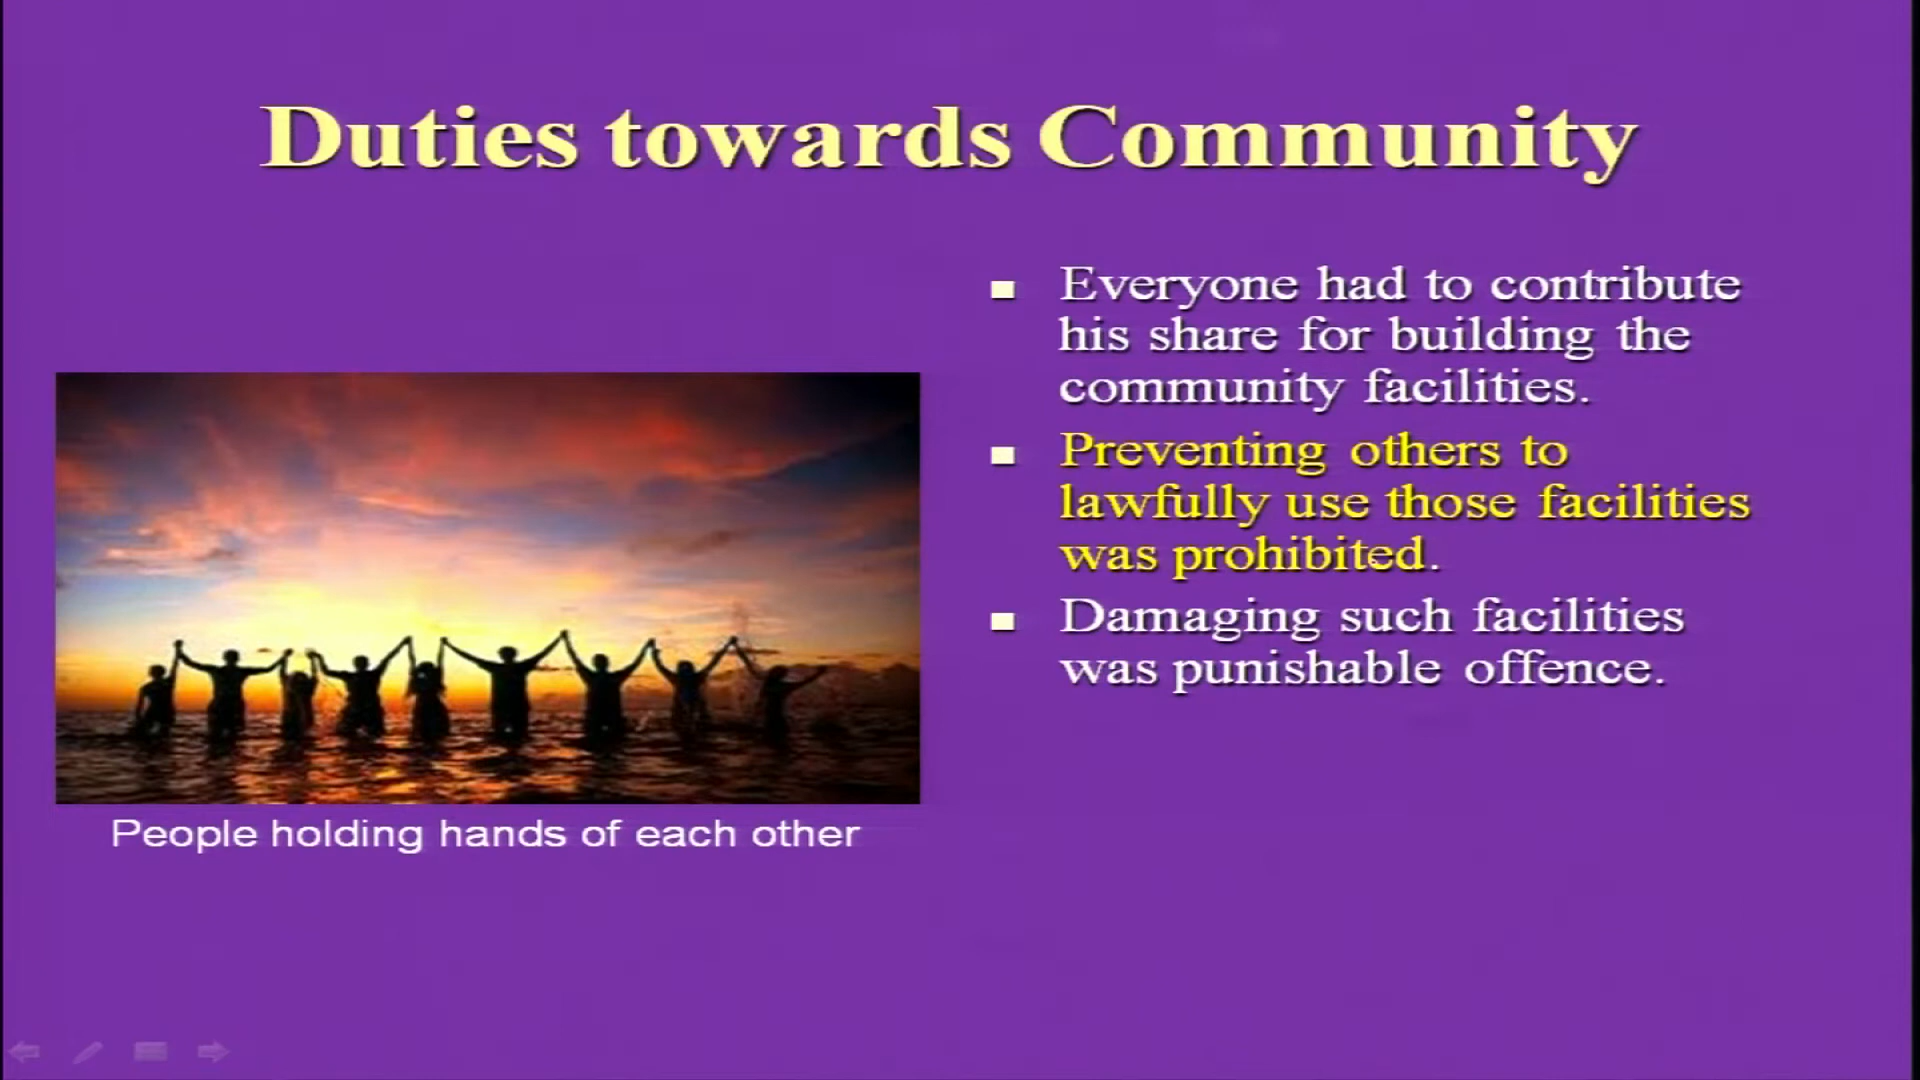 Duties towards Community
Everyone had to contribute
his share for building the
community facilities.
Preventing others to
lawfully use those facilities
was prohibited.
Damaging such facilities
was punishable offence.
People holding hands of each other